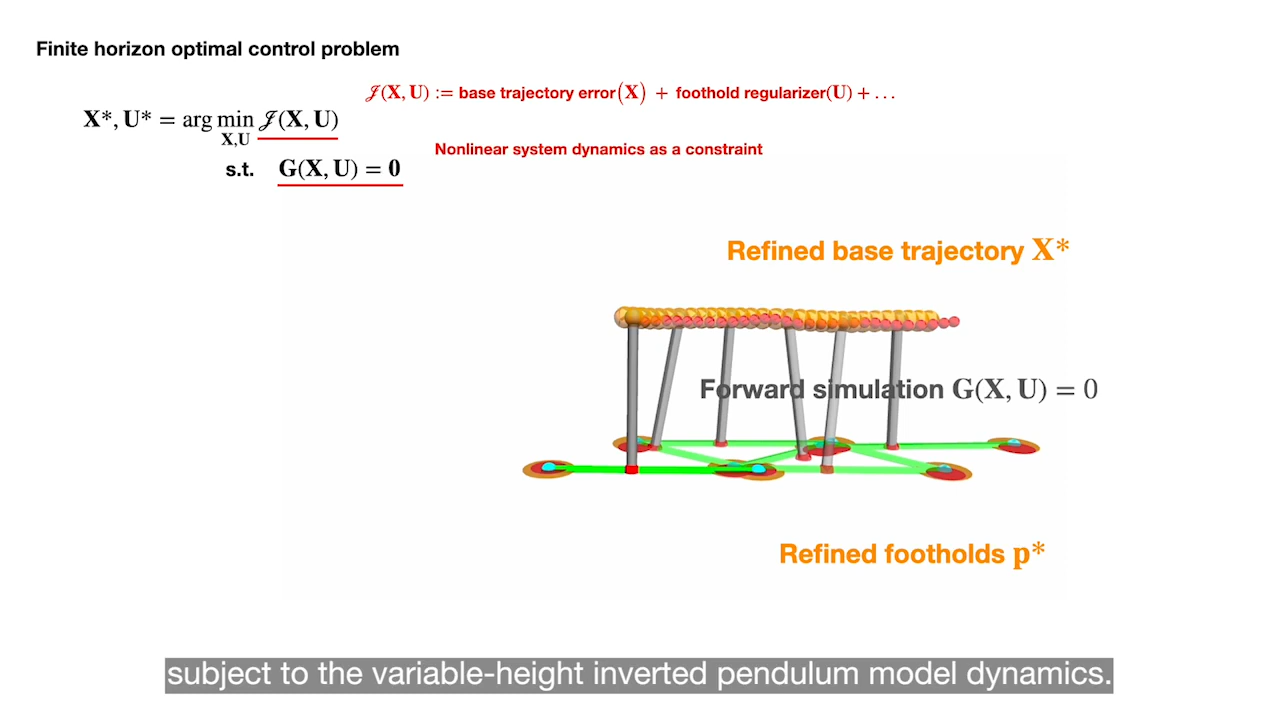 Finite horizon optimal control problem
𝒥(X, U) := base trajectory error(X) + foothold regularizer(U) + ...
X*, U* = arg min 𝒥(X, U)
X,U
Nonlinear system dynamics as a constraint
s.t. G(X, U) = 0
Refined base trajectory X*
Forward simulation G(X, U) = 0
Refined footholds p*
subject to the variable-height inverted pendulum model dynamics.